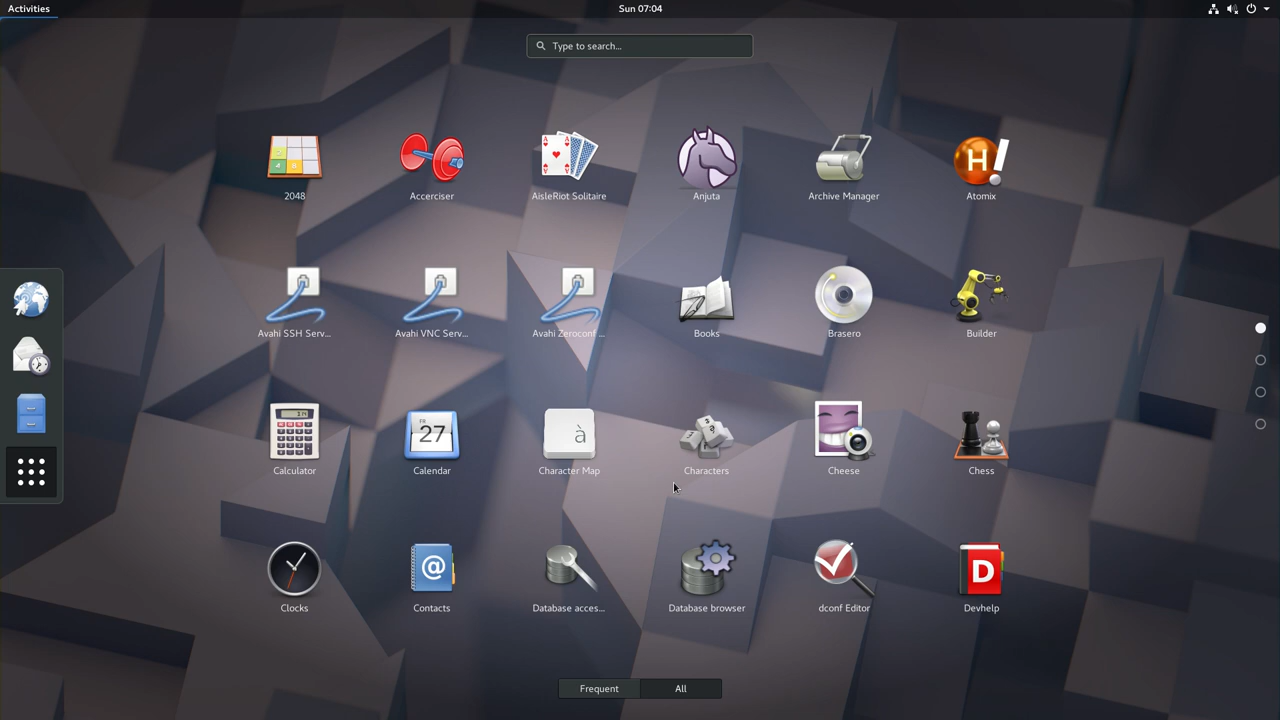 Activities
Sun 07:04
Type to search...
2048
Accerciser
AisleRiot Solitaire
Anjuta
Archive Manager
Atomix
Avahi SSH Serv...
Avahi VNC Serv...
Avahi Zeroconf ...
Books
Brasero
Builder
Calculator
Calendar
Character Map
Characters
Cheese
Chess
Clocks
Contacts
Database acces...
Database browser
dconf Editor
Devhelp
Frequent
All